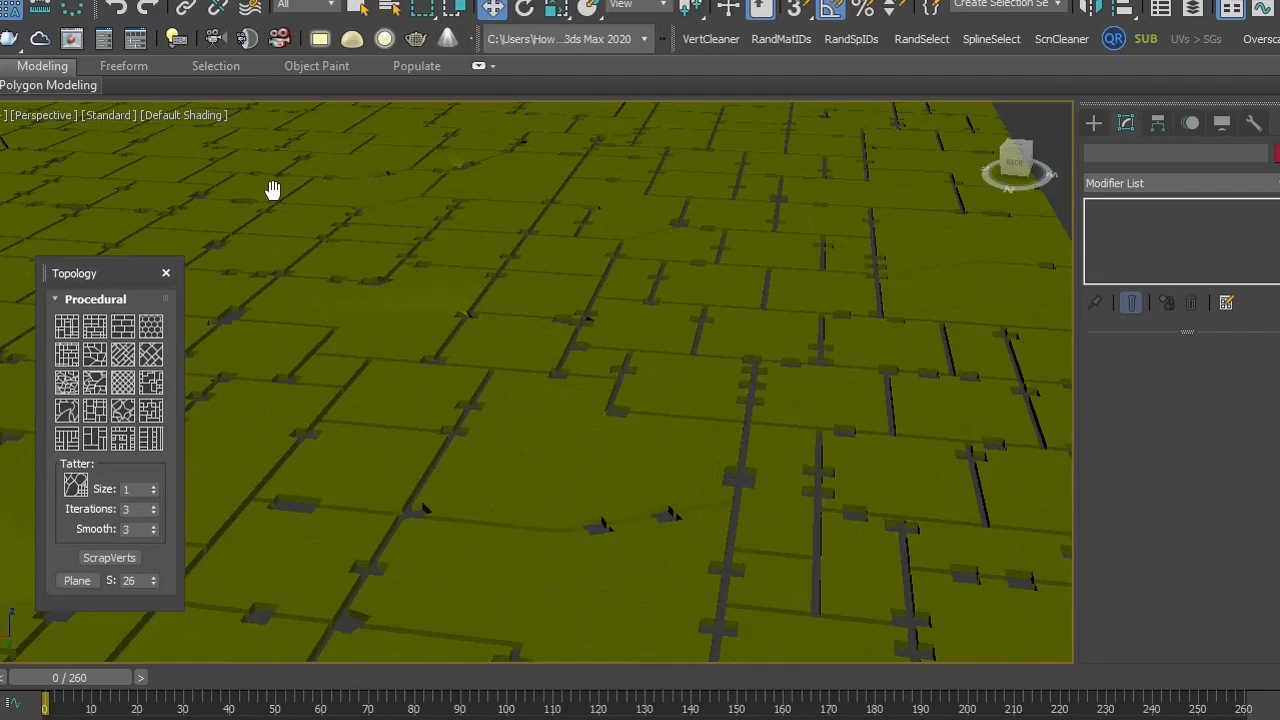 All
View
Create Selection Se
C:\Users\How...3ds Max 2020
VertCleaner
RandMatIDs
RandSpIDs
RandSelect
SplineSelect
ScnCleaner
QR
SUB
UVs > SGs
Oversca
Modeling
Freeform
Selection
Object Paint
Populate
Polygon Modeling
[Perspective] [Standard] [Default Shading]
BACK
Modifier List
Topology
Procedural
Tatter:
Size: 1
Iterations: 3
Smooth: 3
ScrapVerts
Plane S: 26
0 / 260
0 10 20 30 40 50 60 70 80 90 100 110 120 130 140 150 160 170 180 190 200 210 220 230 240 250 260